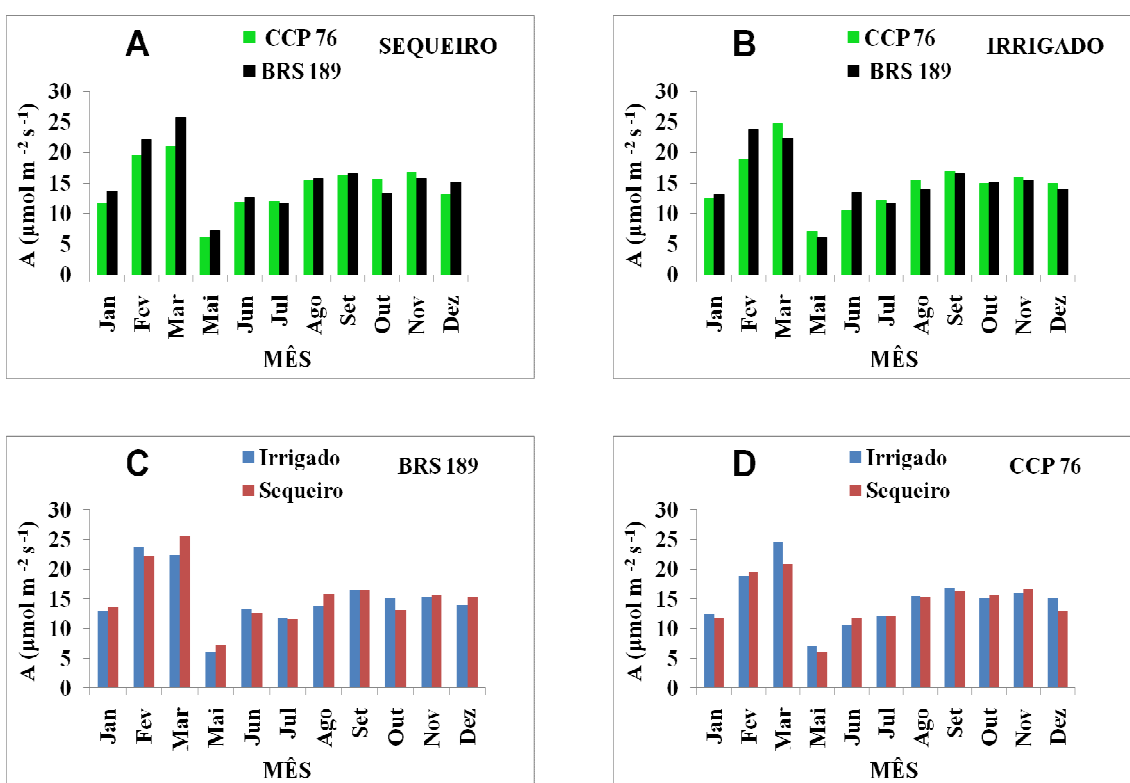 A
CCP 76
BRS 189
SEQUEIRO
A (µmol m -2 s -1)
30
25
20
15
10
5
0
Jan Fcv Mar Mai Jun Jul Ago Set Out Nov Dez
MÊS
B
CCP 76
BRS 189
IRRIGADO
A (µmol m -2 s -1)
30
25
20
15
10
5
0
Jan Fcv Mar Mai Jun Jul Ago Set Out Nov Dez
MÊS
C
Irrigado
Sequeiro
BRS 189
A (µmol m -2 s -1)
30
25
20
15
10
5
0
Jan Fev Mar Mai Jun Jul Ago Set Out Nov Dez
MÊS
D
Irrigado
Sequeiro
CCP 76
A (µmol m -2 s -1)
30
25
20
15
10
5
0
Jan Fev Mar Mai Jun Jul Ago Set Out Nov Dez
MÊS